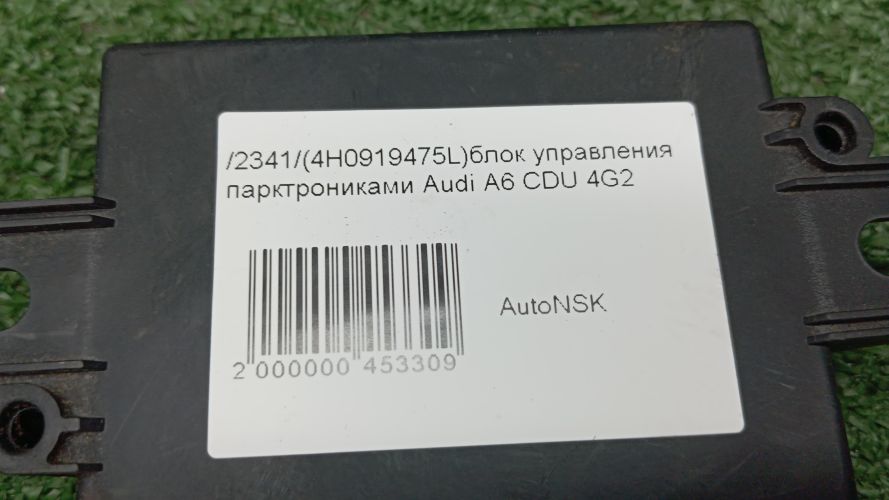 /2341/(4H0919475L)блок управления
парктрониками Audi A6 CDU 4G2
AutoNSK
2 000000 453309